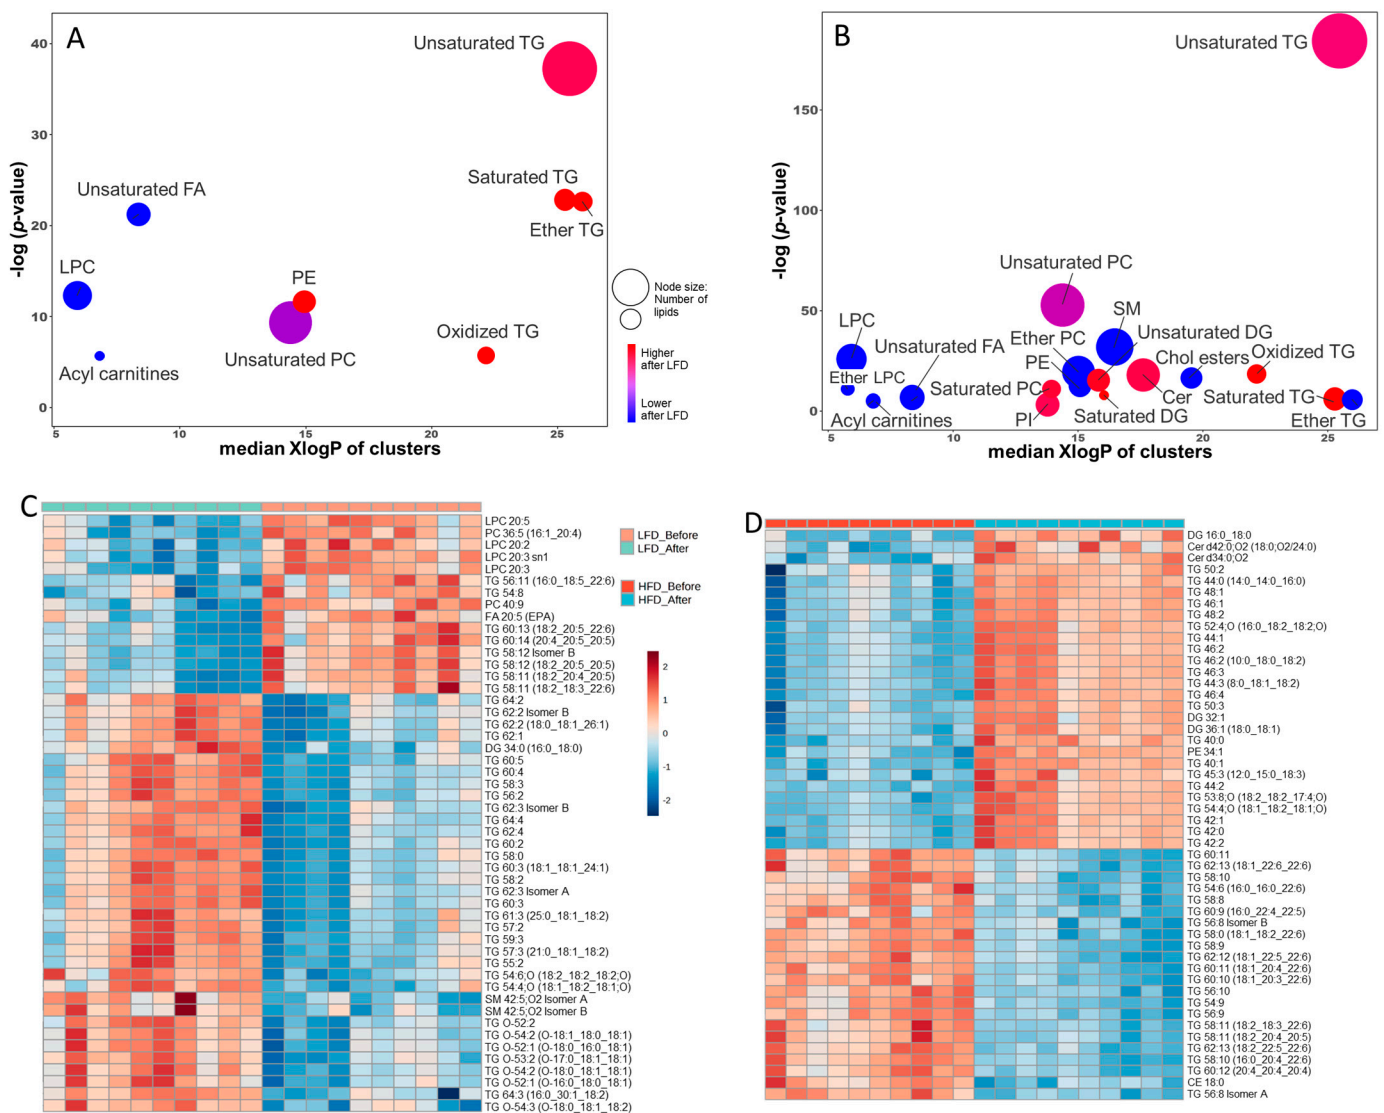 A
Unsaturated TG
40
30
Saturated TG
Unsaturated FA
20
Ether TG
LPC
PE
10
Oxidized TG
Unsaturated PC
Acyl carnitines
0
5
10
15
20
25
-log (p-value)
median XlogP of clusters
Node size:
Number of
lipids
Higher
after LFD
Lower
after LFD
B
Unsaturated TG
150
100
Unsaturated PC
50
SM
LPC
Ether PC
Unsaturated DG
Unsaturated FA
PE
Chol esters
Oxidized TG
Ether LPC
Saturated PC
Cer
Saturated TG
0
Acyl carnitines
PI
Saturated DG
Ether TG
5
10
15
20
25
-log (p-value)
median XlogP of clusters
C
LPC 20:5
PC 36:5 (16:1_20:4)
LPC 20:2
LPC 20:3 sn1
LPC 20:3
TG 56:11 (16:0_18:5_22:6)
TG 54:8
PC 40:9
FA 20:5 (EPA)
TG 60:13 (18:2_20:5_22:6)
TG 60:14 (20:4_20:5_20:5)
TG 58:12 Isomer B
TG 58:12 (18:2_20:5_20:5)
TG 58:11 (18:2_20:4_20:5)
TG 58:11 (18:2_18:3_22:6)
TG 64:2
TG 62:2 Isomer B
TG 62:2 (18:0_18:1_26:1)
TG 62:1
DG 34:0 (16:0_18:0)
TG 60:5
TG 60:4
TG 58:3
TG 56:2
TG 62:3 Isomer B
TG 64:4
TG 62:4
TG 60:2
TG 58:0
TG 60:3 (18:1_18:1_24:1)
TG 58:2
TG 62:3 Isomer A
TG 60:3
TG 61:3 (25:0_18:1_18:2)
TG 57:2
TG 59:3
TG 57:3 (21:0_18:1_18:2)
TG 55:2
TG 54:6;O (18:2_18:2_18:2;O)
TG 54:4;O (18:1_18:2_18:1;O)
SM 42:5;O2 Isomer A
SM 42:5;O2 Isomer B
TG O-52:2
TG O-54:2 (O-18:1_18:0_18:1)
TG O-52:1 (O-18:0_16:0_18:1)
TG O-53:2 (O-17:0_18:1_18:1)
TG O-54:2 (O-18:0_18:1_18:1)
TG O-52:1 (O-16:0_18:0_18:1)
TG 64:3 (16:0_30:1_18:2)
TG O-54:3 (O-18:0_18:1_18:2)
LFD_Before
LFD_After
HFD_Before
HFD_After
2
1
0
-1
-2
D
DG 16:0_18:0
Cer d42:0;O2 (18:0;O2/24:0)
Cer d34:0;O2
TG 50:2
TG 44:0 (14:0_14:0_16:0)
TG 48:1
TG 46:1
TG 48:2
TG 52:4;O (16:0_18:2_18:2;O)
TG 44:1
TG 46:2
TG 46:2 (10:0_18:0_18:2)
TG 46:3
TG 44:3 (8:0_18:1_18:2)
TG 46:4
TG 50:3
DG 32:1
DG 36:1 (18:0_18:1)
TG 40:0
PE 34:1
TG 40:1
TG 45:3 (12:0_15:0_18:3)
TG 44:2
TG 53:8;O (18:2_18:2_17:4;O)
TG 54:4;O (18:1_18:2_18:1;O)
TG 42:1
TG 42:0
TG 42:2
TG 60:11
TG 62:13 (18:1_22:6_22:6)
TG 58:10
TG 54:6 (16:0_16:0_22:6)
TG 58:8
TG 60:9 (16:0_22:4_22:5)
TG 56:8 Isomer B
TG 58:0 (18:1_18:2_22:6)
TG 58:9
TG 62:12 (18:1_22:5_22:6)
TG 60:11 (18:1_20:4_22:6)
TG 60:10 (18:1_20:3_22:6)
TG 56:10
TG 54:9
TG 56:9
TG 58:11 (18:2_18:3_22:6)
TG 58:11 (18:2_20:4_20:5)
TG 62:13 (18:2_22:5_22:6)
TG 58:10 (16:0_20:4_22:6)
TG 60:12 (20:4_20:4_20:4)
CE 18:0
TG 56:8 Isomer A